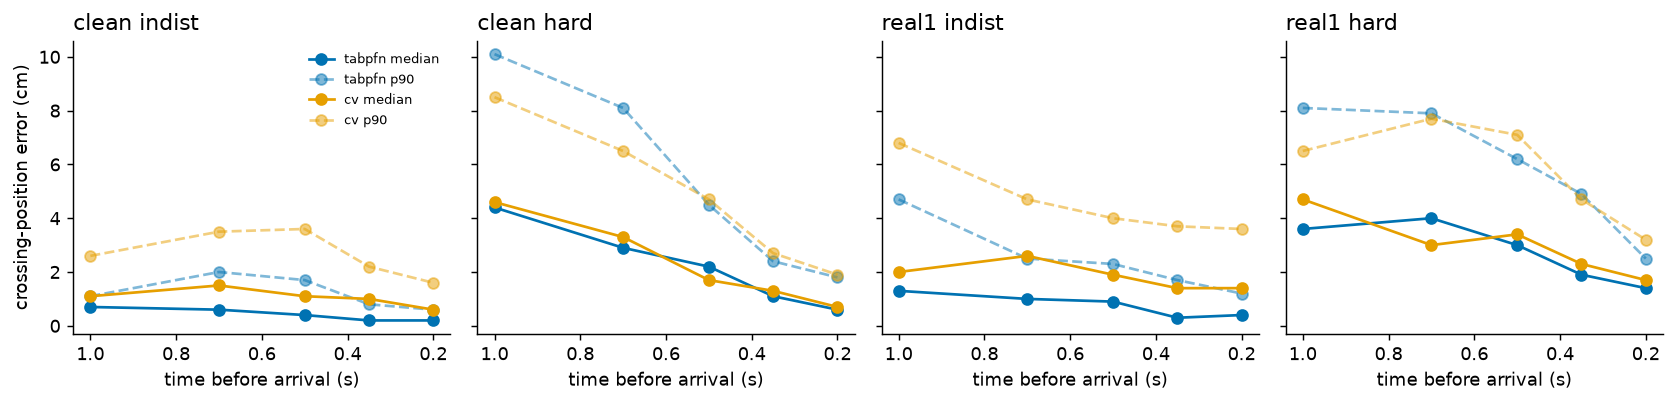 clean indist
clean hard
real1 indist
real1 hard
crossing-position error (cm)
10
8
6
4
2
0
tabpfn median
tabpfn p90
cv median
cv p90
1.0 0.8 0.6 0.4 0.2
1.0 0.8 0.6 0.4 0.2
1.0 0.8 0.6 0.4 0.2
1.0 0.8 0.6 0.4 0.2
time before arrival (s)
time before arrival (s)
time before arrival (s)
time before arrival (s)